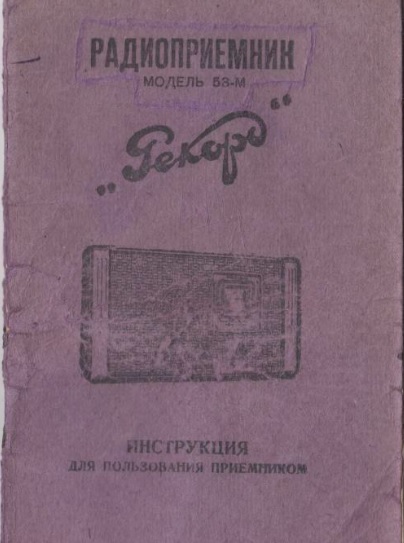 РАДИОПРИЕМНИК
МОДЕЛЬ 53-М
„Рекорд“
ИНСТРУКЦИЯ
ДЛЯ ПОЛЬЗОВАНИЯ ПРИЕМНИКОМ